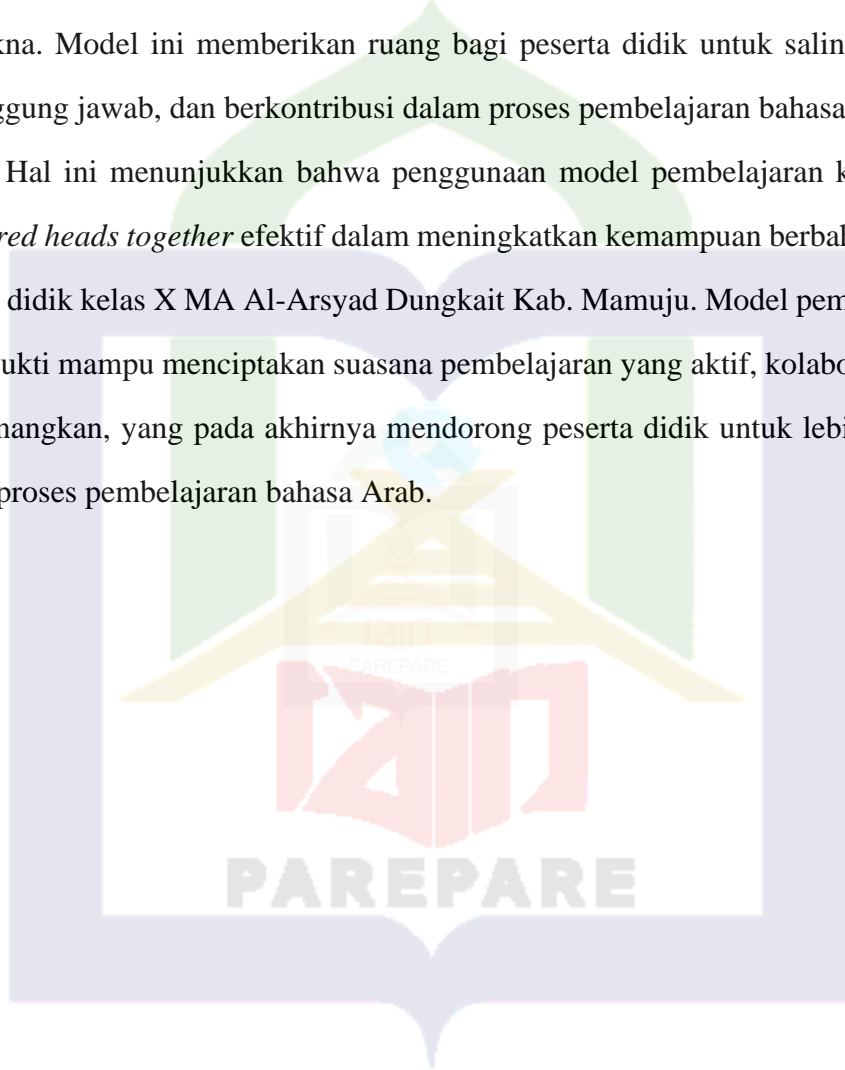 kna. Model ini memberikan ruang bagi peserta didik untuk salin
ggung jawab, dan berkontribusi dalam proses pembelajaran bahasa
Hal ini menunjukkan bahwa penggunaan model pembelajaran k
red heads together efektif dalam meningkatkan kemampuan berbah
didik kelas X MA Al-Arsyad Dungkait Kab. Mamuju. Model pem
ukti mampu menciptakan suasana pembelajaran yang aktif, kolabo
nangkan, yang pada akhirnya mendorong peserta didik untuk lebi
proses pembelajaran bahasa Arab.
iain
PAREPARE
iain
PAREPARE